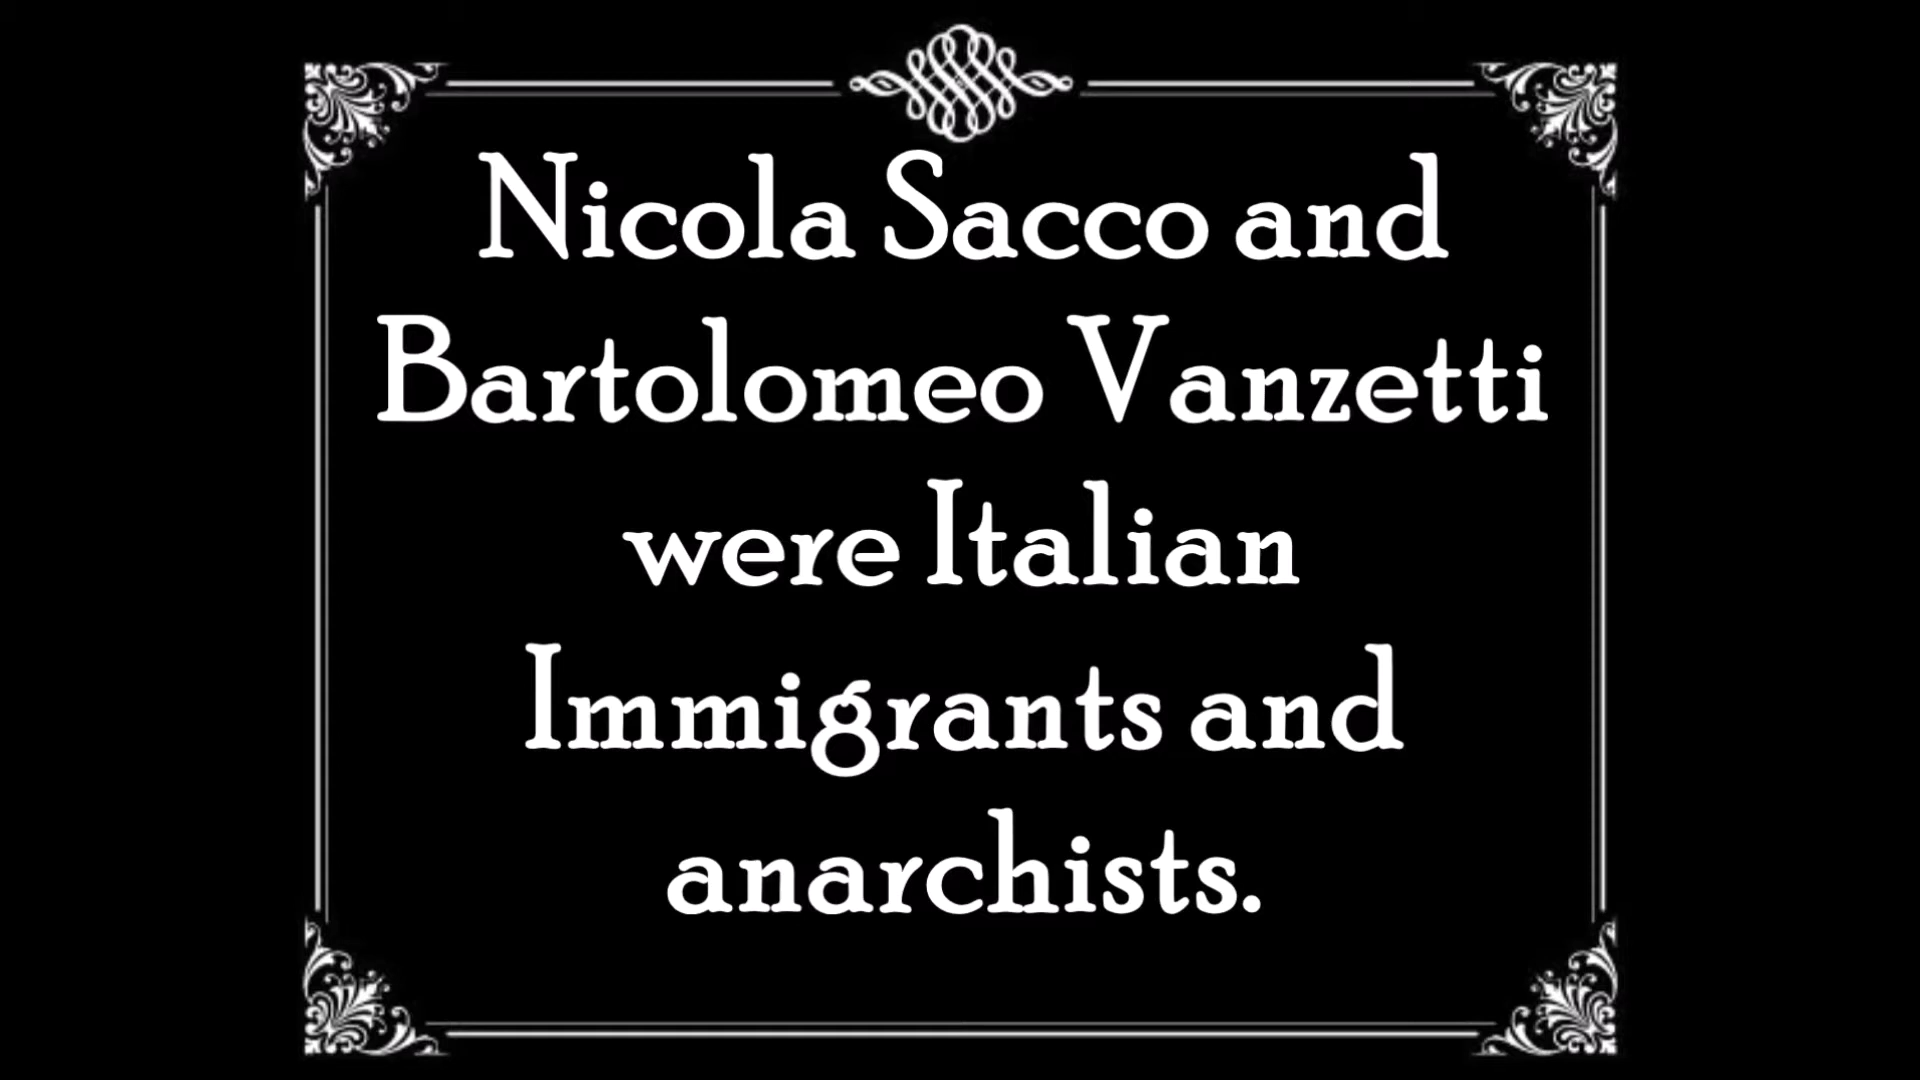 Nicola Sacco and
Bartolomeo Vanzetti
were Italian
Immigrants and
anarchists.